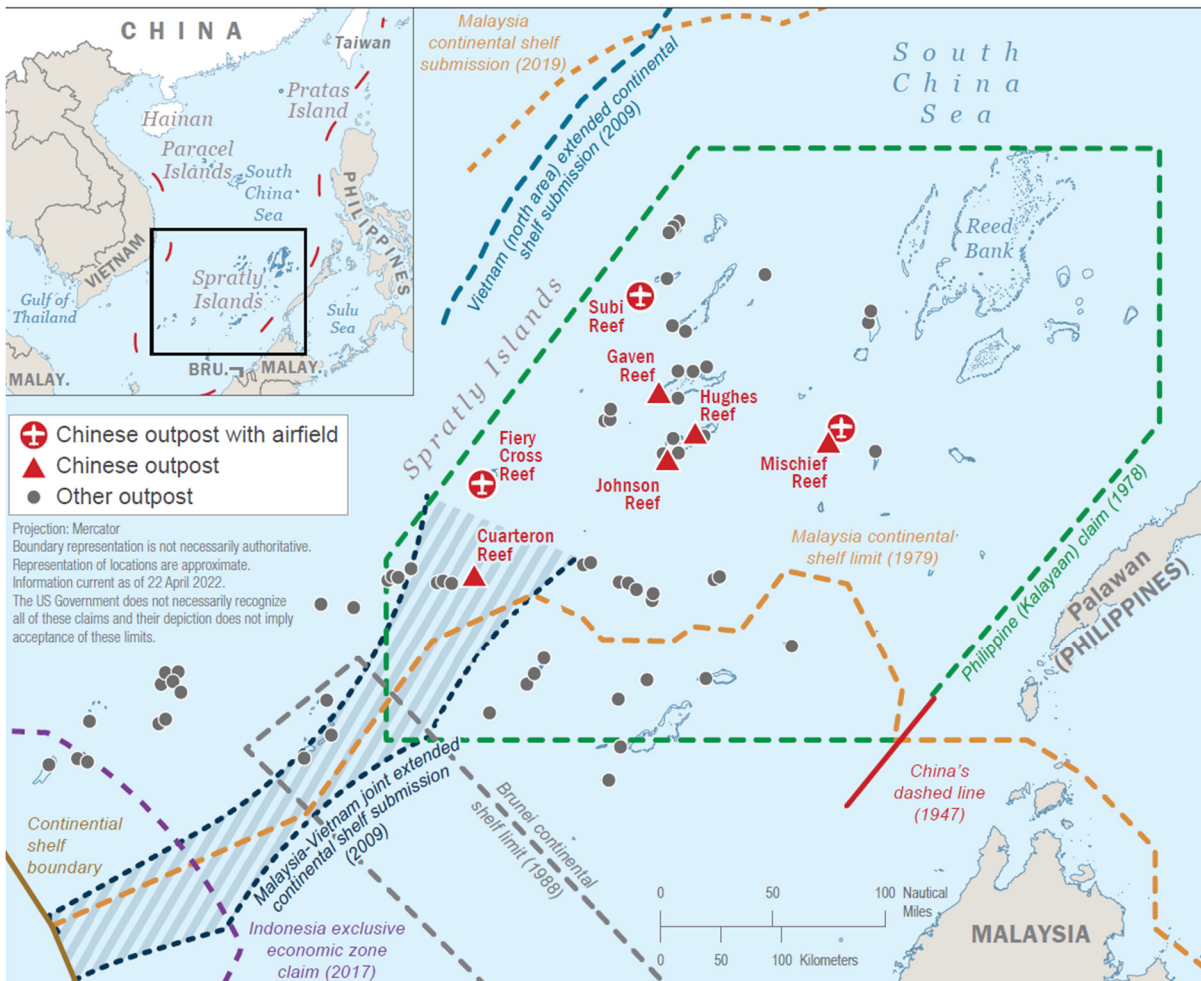 CHINA
Taiwan
Hainan
Pratas
Island
Paracel
Islands
South
China
Sea
PHILIPPINES
VIETNAM
Spratly
Islands
Gulf of
Thailand
Sulu
Sea
BRU.
MALAY.
MALAY.
Chinese outpost with airfield
Chinese outpost
Other outpost
Projection: Mercator
Boundary representation is not necessarily authoritative.
Representation of locations are approximate.
Information current as of 22 April 2022.
The US Government does not necessarily recognize
all of these claims and their depiction does not imply
acceptance of these limits.
Malaysia
continental shelf
submission (2019)
Vietnam (north area) extended continental
shelf submission (2009)
South
China
Sea
Reed
Bank
Spratly Islands
Subi
Reef
Gaven
Reef
Hughes
Reef
Fiery
Cross
Reef
Johnson
Reef
Mischief
Reef
Cuarteron
Reef
Malaysia continental
shelf limit (1979)
Philippine (Kalayaan) claim (1978)
Palawan
(PHILIPPINES)
China's
dashed line
(1947)
Malaysia-Vietnam joint extended
continental shelf submission
(2009)
Brunei continental
shelf limit (1988)
Continential
shelf
boundary
Indonesia exclusive
economic zone
claim (2017)
0 50 100 Nautical
Miles
0 50 100 Kilometers
MALAYSIA